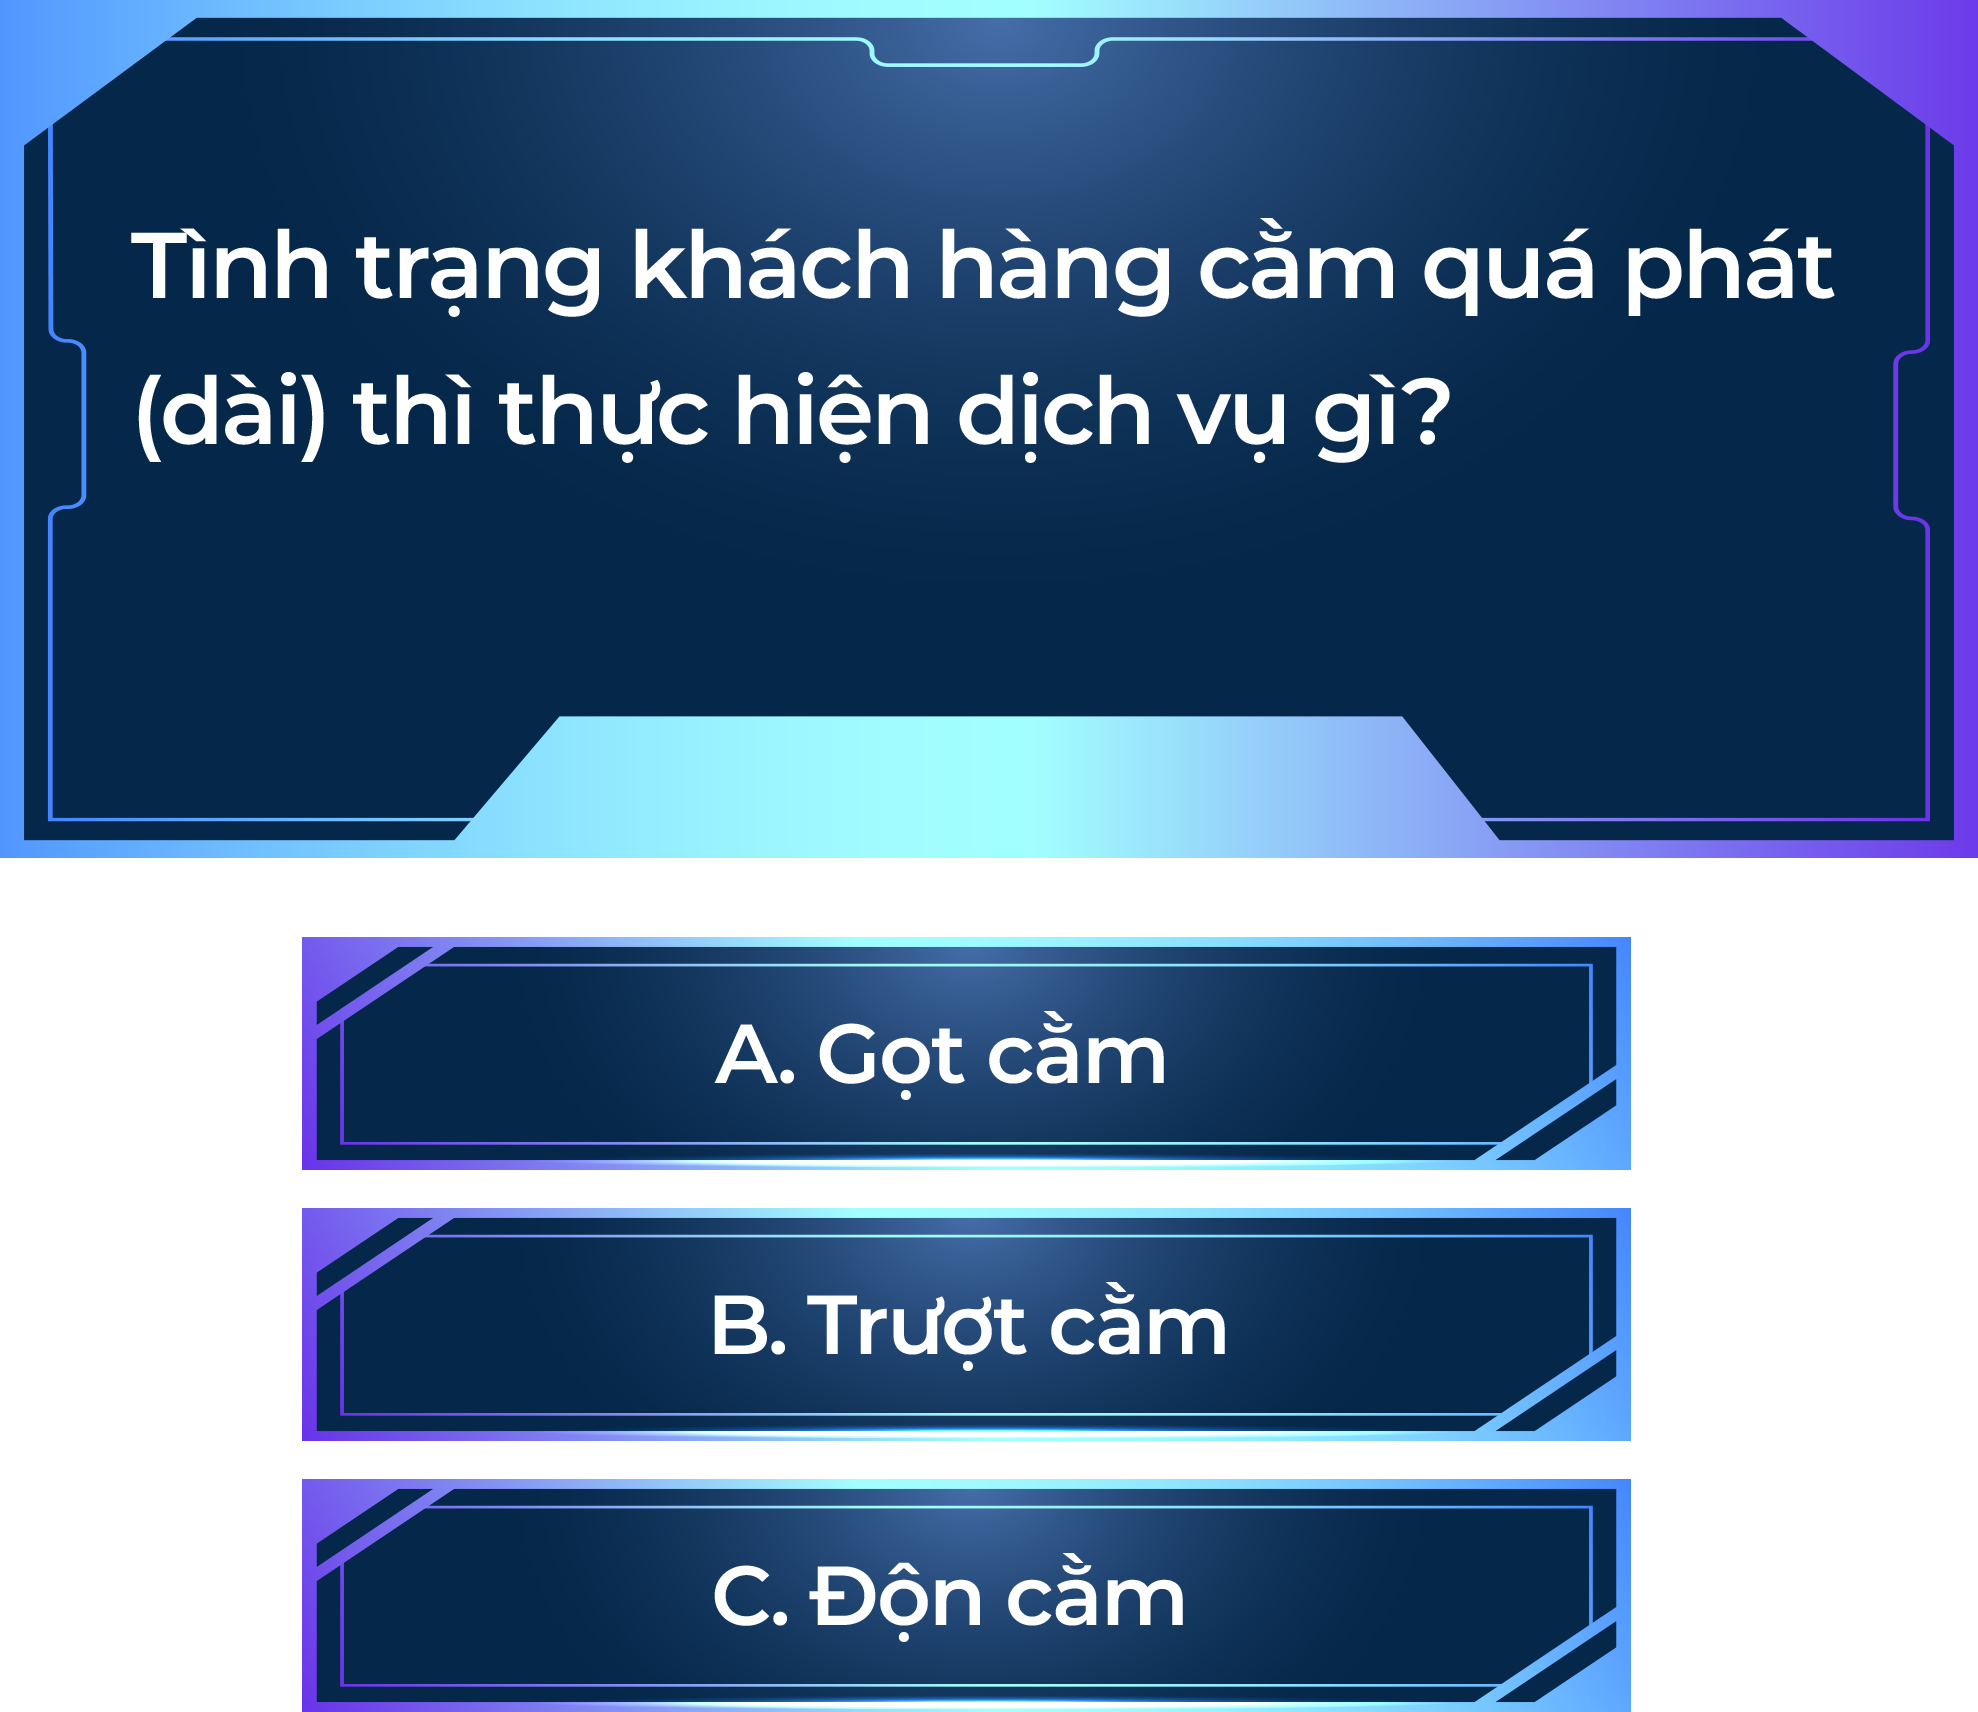 Tình trạng khách hàng cằm quá phát
(dài) thì thực hiện dịch vụ gì?
A. Gọt cằm
B. Trượt cằm
C. Độn cằm